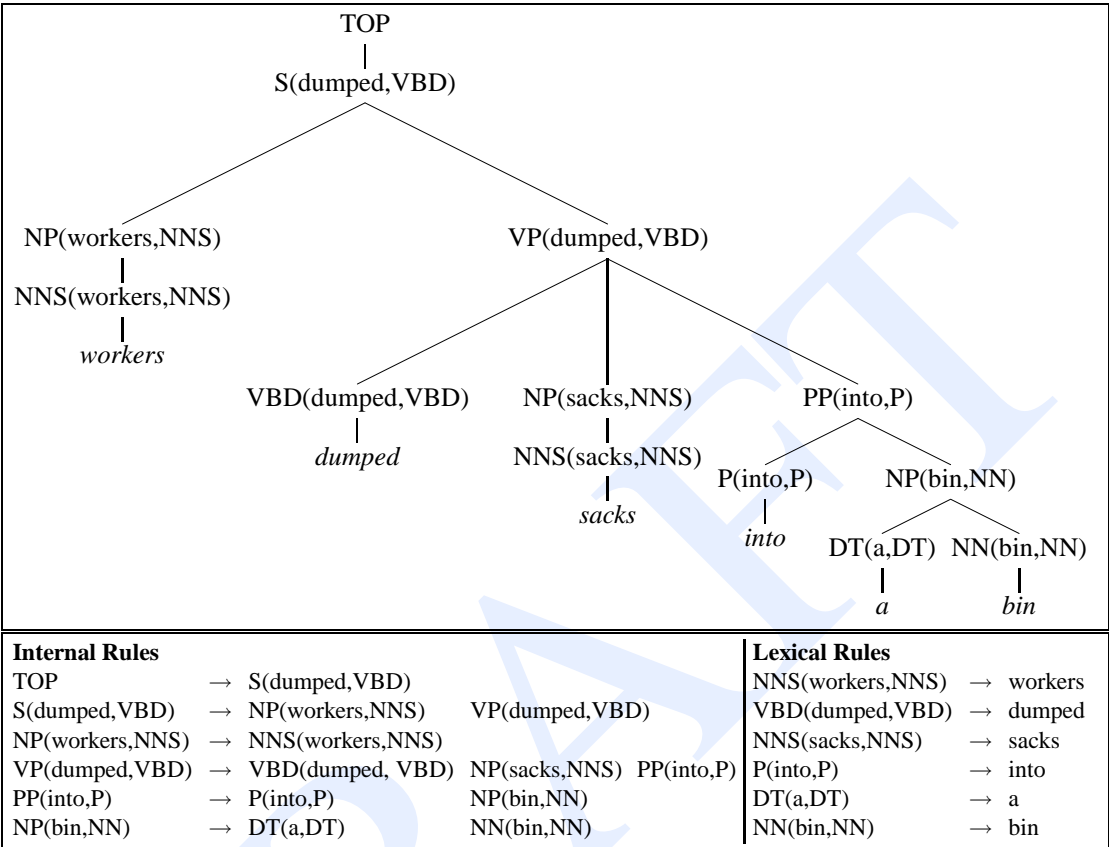 TOP
S(dumped,VBD)
NP(workers,NNS) VP(dumped,VBD)
NNS(workers,NNS)
workers
VBD(dumped,VBD) NP(sacks,NNS) PP(into,P)
dumped NNS(sacks,NNS) P(into,P) NP(bin,NN)
sacks into
DT(a,DT) NN(bin,NN)
a bin
Internal Rules
TOP → S(dumped,VBD)
S(dumped,VBD) → NP(workers,NNS) VP(dumped,VBD)
NP(workers,NNS) → NNS(workers,NNS)
VP(dumped,VBD) → VBD(dumped, VBD) NP(sacks,NNS) PP(into,P)
PP(into,P) → P(into,P) NP(bin,NN)
NP(bin,NN) → DT(a,DT) NN(bin,NN)
Lexical Rules
NNS(workers,NNS) → workers
VBD(dumped,VBD) → dumped
NNS(sacks,NNS) → sacks
P(into,P) → into
DT(a,DT) → a
NN(bin,NN) → bin